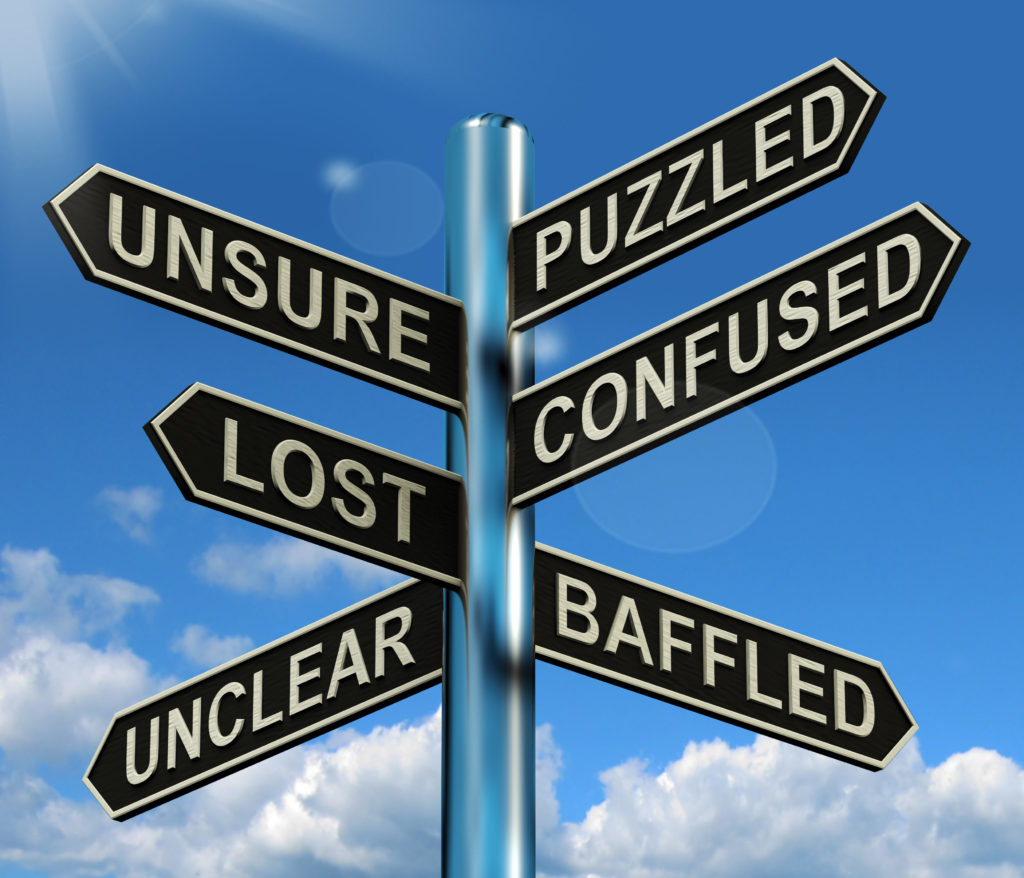 PUZZLED
UNSURE
CONFUSED
LOST
BAFFLED
UNCLEAR